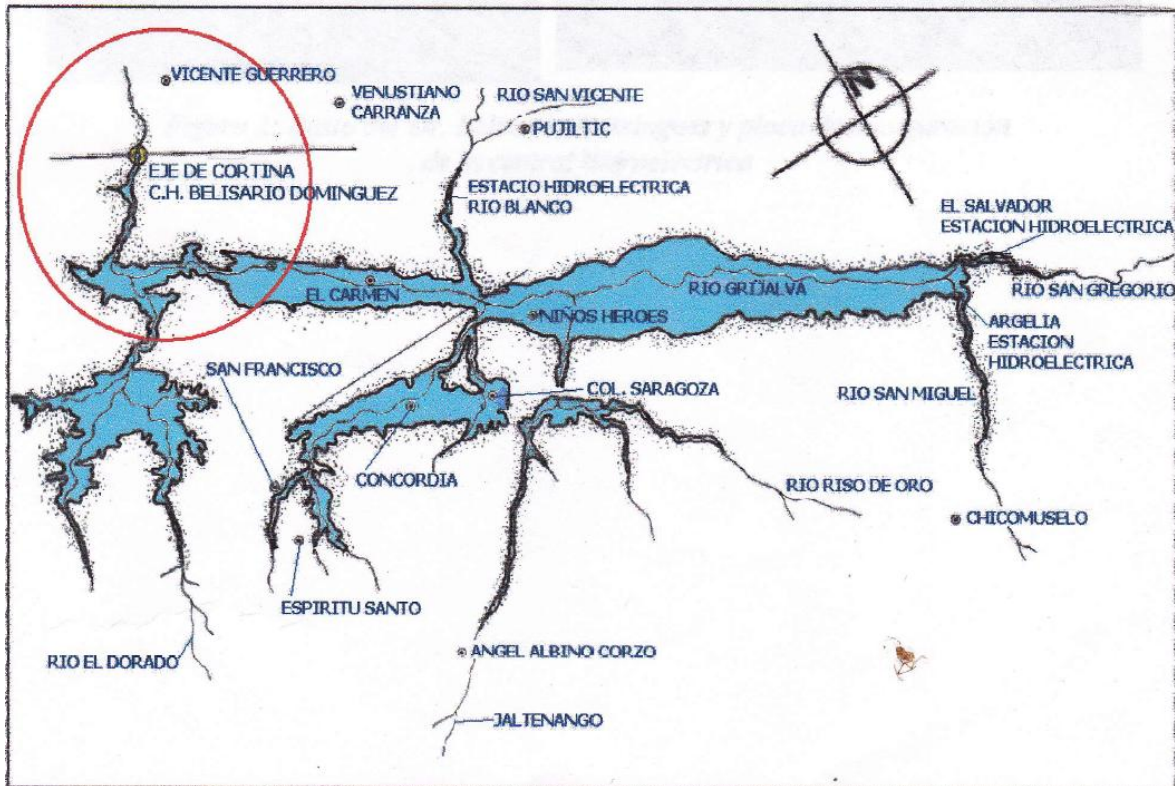 VICENTE GUERRERO
VENUSTIANO
CARRANZA
RIO SAN VICENTE
PUJILTIC
N
EJE DE CORTINA
C.H. BELISARIO DOMINGUEZ
ESTACIO HIDROELECTRICA
RIO BLANCO
EL SALVADOR
ESTACION HIDROELECTRICA
EL CARMEN
RIO GRIJALVA
RIO SAN GREGORIO
NIÑOS HEROES
ARGELIA
ESTACION
HIDROELECTRICA
SAN FRANCISCO
COL. SARAGOZA
RIO SAN MIGUEL
CONCORDIA
RIO RISO DE ORO
CHICOMUSELO
ESPIRITU SANTO
RIO EL DORADO
ANGEL ALBINO CORZO
JALTENANGO